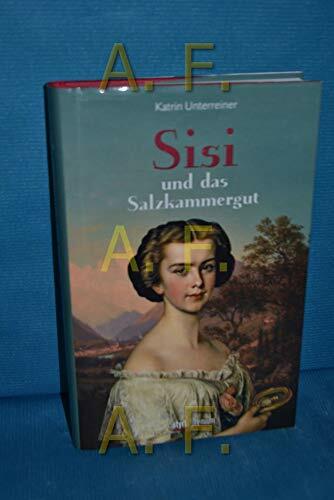 A. F.
Katrin Unterreiner
Sisi
und das
Salzkammergut
A. F.
A. F.
A. F.